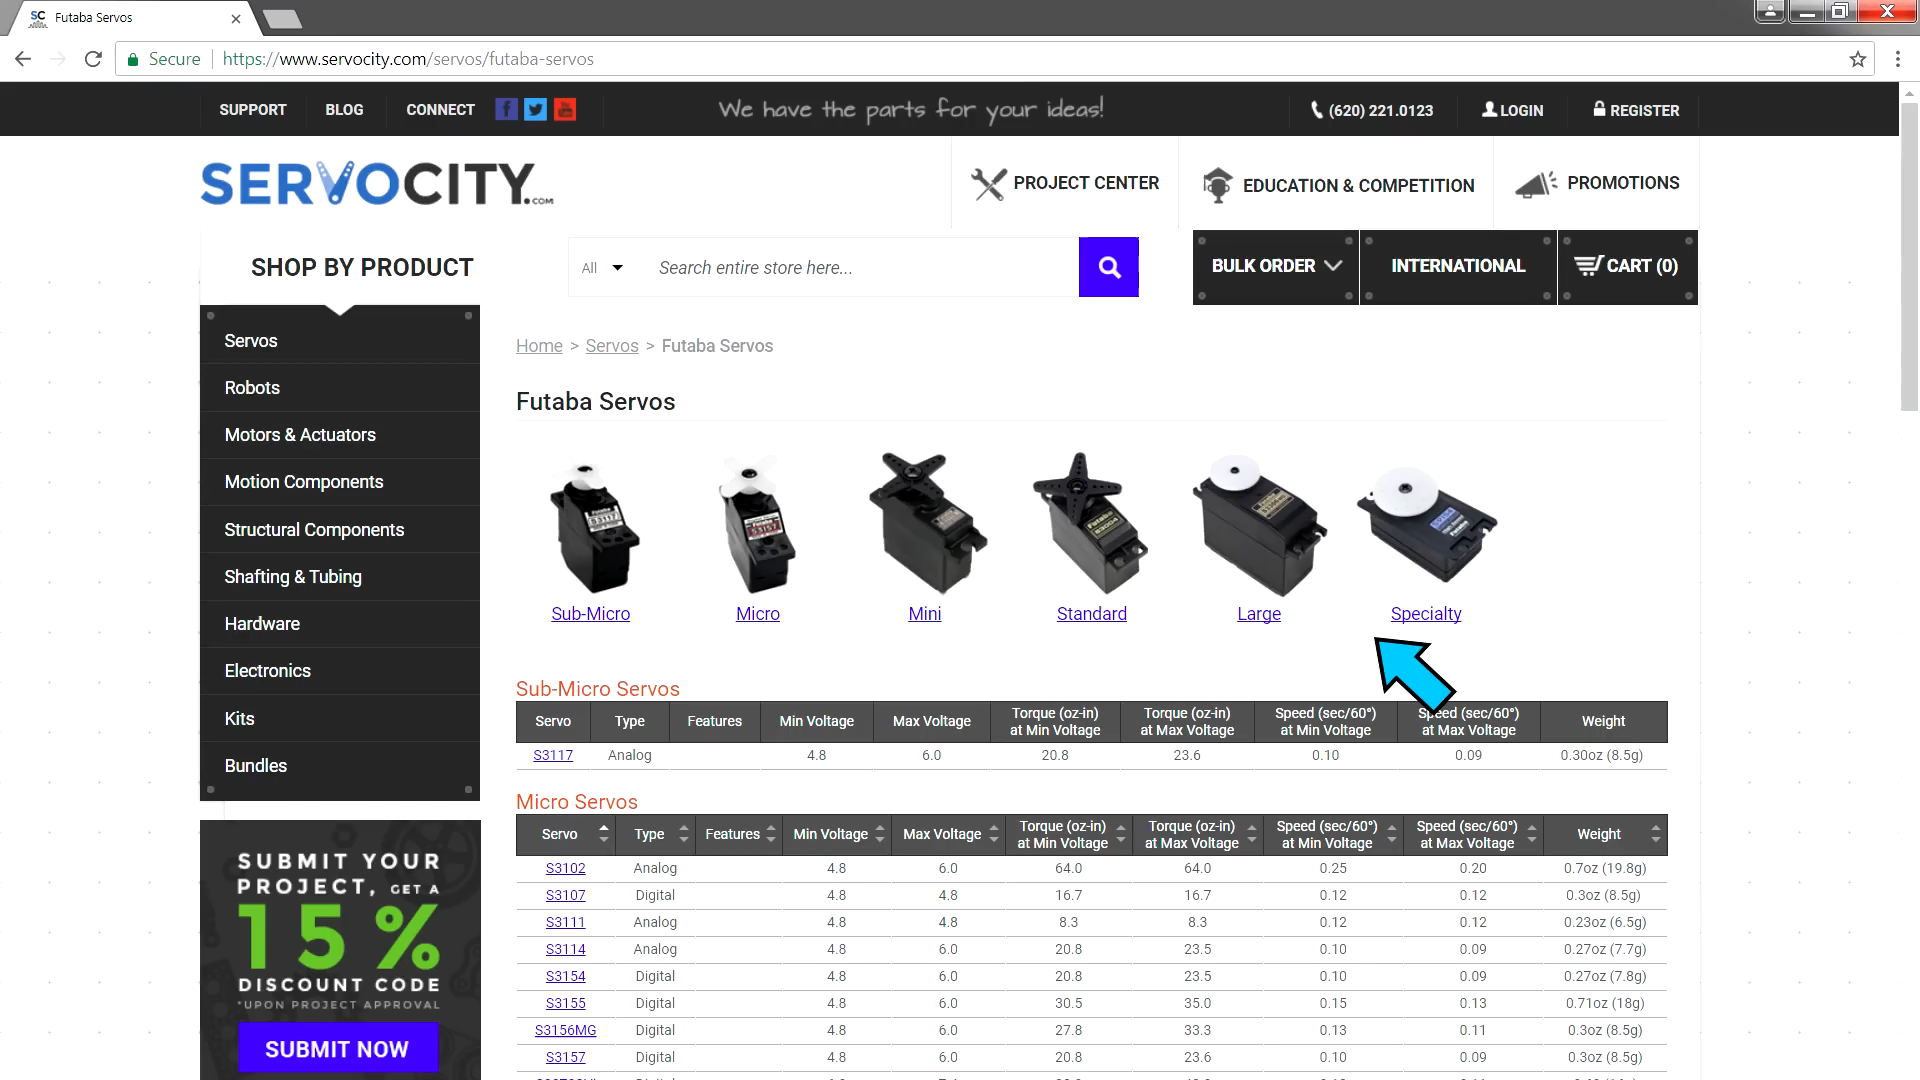 SC Futaba Servos
Secure https://www.servocity.com/servos/futaba-servos
SUPPORT BLOG CONNECT We have the parts for your ideas! (620) 221.0123 LOGIN REGISTER
SERVOCITY.COM
PROJECT CENTER EDUCATION & COMPETITION PROMOTIONS
SHOP BY PRODUCT
All Search entire store here...
BULK ORDER INTERNATIONAL CART (0)
Servos
Robots
Motors & Actuators
Motion Components
Structural Components
Shafting & Tubing
Hardware
Electronics
Kits
Bundles
SUBMIT YOUR
PROJECT, GET A
15 %
DISCOUNT CODE
*UPON PROJECT APPROVAL
SUBMIT NOW
Home > Servos > Futaba Servos
Futaba Servos
Sub-Micro Micro Mini Standard Large Specialty
Sub-Micro Servos
Servo Type Features Min Voltage Max Voltage Torque (oz-in) at Min Voltage Torque (oz-in) at Max Voltage Speed (sec/60°) at Min Voltage Speed (sec/60°) at Max Voltage Weight
S3117 Analog 4.8 6.0 20.8 23.6 0.10 0.09 0.30oz (8.5g)
Micro Servos
Servo Type Features Min Voltage Max Voltage Torque (oz-in) at Min Voltage Torque (oz-in) at Max Voltage Speed (sec/60°) at Min Voltage Speed (sec/60°) at Max Voltage Weight
S3102 Analog 4.8 6.0 64.0 64.0 0.25 0.20 0.7oz (19.8g)
S3107 Digital 4.8 4.8 16.7 16.7 0.12 0.12 0.3oz (8.5g)
S3111 Analog 4.8 4.8 8.3 8.3 0.12 0.12 0.23oz (6.5g)
S3114 Analog 4.8 6.0 20.8 23.5 0.10 0.09 0.27oz (7.7g)
S3154 Digital 4.8 6.0 20.8 23.5 0.10 0.09 0.27oz (7.8g)
S3155 Digital 4.8 6.0 30.5 35.0 0.15 0.13 0.71oz (18g)
S3156MG Digital 4.8 6.0 27.8 33.3 0.13 0.11 0.3oz (8.5g)
S3157 Digital 4.8 6.0 20.8 23.6 0.10 0.09 0.3oz (8.5g)